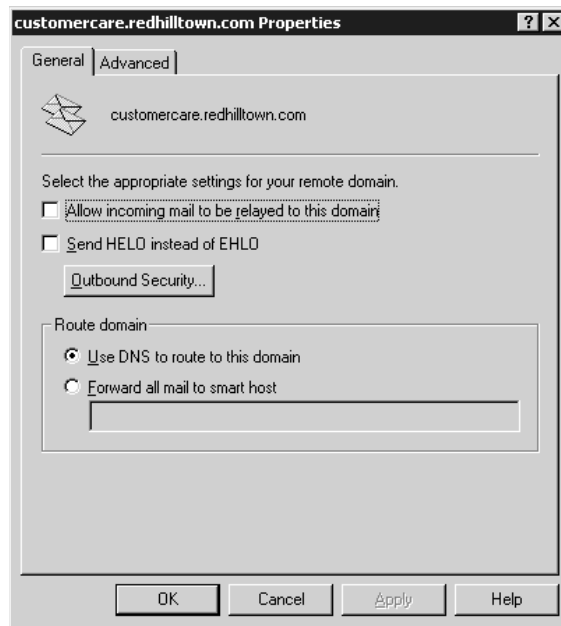 customercare.redhilltown.com Properties
General
Advanced
customercare.redhilltown.com
Select the appropriate settings for your remote domain.
Allow incoming mail to be relayed to this domain
Send HELO instead of EHLO
Outbound Security...
Route domain
Use DNS to route to this domain
Forward all mail to smart host
OK
Cancel
Apply
Help